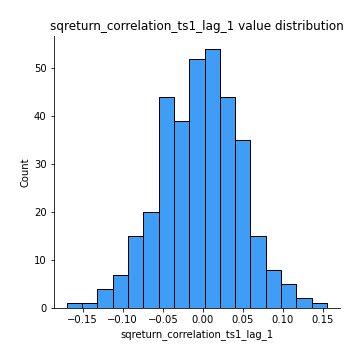 sqreturn_correlation_ts1_lag_1 value distribution
50
40
30
20
10
0
Count
−0.15 −0.10 −0.05 0.00 0.05 0.10 0.15
sqreturn_correlation_ts1_lag_1